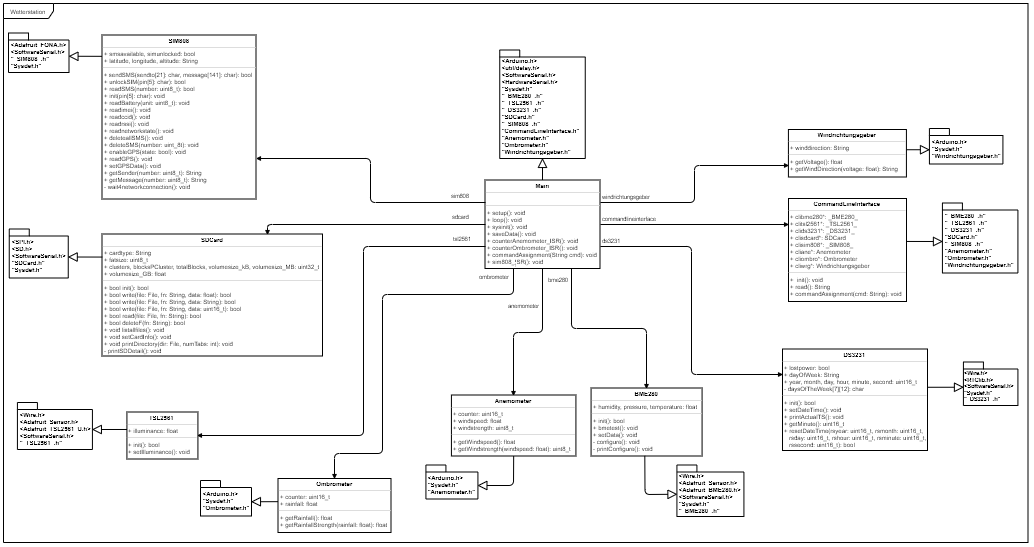 Wetterstation
<Adafruit_FONA.h>
<SoftwareSerial.h>
"_SIM808_.h"
"Sysdef.h"
SIM808
+ simsavailable, simunlocked: bool
+ latitude, longitude, altitude: String
+ sendSMS(sendto[21]: char, message[141]: char): bool
+ unlockSIM(pin[5]: char): bool
+ readSMS(number: uint8_t): bool
+ init(pin[5]: char): void
+ readBattery(unit: uint8_t): void
+ readimei(): void
+ readccid(): void
+ readrssi(): void
+ readnetworkstate(): void
+ deleteallSMS(): void
+ deleteSMS(number: uint_8t): void
+ enableGPS(state: bool): void
+ readGPS(): void
+ setGPSData(): void
+ getSender(number: uint8_t): String
+ getMessage(number: uint8_t): String
- wait4networkconnection(): void
<Arduino.h>
<util/delay.h>
<SoftwareSerial.h>
<HardwareSerial.h>
"Sysdef.h"
"_BME280_.h"
"_TSL2561_.h"
"_DS3231_.h"
"SDCard.h"
"_SIM808_.h"
"CommandLineInterface.h"
"Anemometer.h"
"Ombrometer.h"
"Windrichtungsgeber.h"
Main
+ setup(): void
+ loop(): void
+ sysinit(): void
+ saveData(): void
+ counterAnemometer_ISR(): void
+ counterOmbrometer_ISR(): void
+ commandAssignment(String cmd): void
+ sim808_ISR(): void
sim808
sdcard
tsl2561
ombrometer
anemometer
bme280
windrichtungsgeber
commandlineinterface
ds3231
Windrichtungsgeber
+ winddirection: String
+ getVoltage(): float
+ getWindDirection(voltage: float): String
<Arduino.h>
"Sysdef.h"
"Windrichtungsgeber.h"
CommandLineInterface
+ clibme280*: _BME280_
+ clitsl2561*: _TSL2561_
+ clids3231*: _DS3231_
+ clisdcard*: SDCard
+ clisim808*: _SIM808_
+ cliane*: Anemometer
+ cliombro*: Ombrometer
+ cliwrg*: Windrichtungsgeber
+ init(): void
+ read(): String
+ commandAssignment(cmd: String): void
"_BME280_.h"
"_TSL2561_.h"
"_DS3231_.h"
"SDCard.h"
"_SIM808_.h"
"Anemometer.h"
"Ombrometer.h"
"Windrichtungsgeber.h"
<SPI.h>
<SD.h>
<SoftwareSerial.h>
"SDCard.h"
"Sysdef.h"
SDCard
+ cardtype: String
+ fatsize: uint8_t
+ clusters, blocksPCluster, totalBlocks, volumesize_kB, volumesize_MB: uint32_t
+ volumesize_GB: float
+ bool init(): bool
+ bool write(file: File, fn: String, data: float): bool
+ bool write(file: File, fn: String, data: String): bool
+ bool write(file: File, fn: String, data: uint16_t): bool
+ bool read(file: File, fn: String): bool
+ bool deleteF(fn: String): bool
+ void listallfiles(): void
+ void setCardInfo(): void
+ void printDirectory(dir: File, numTabs: int): void
- printSDDetail(): void
DS3231
+ lostpower: bool
+ dayOfWeek: String
+ year, month, day, hour, minute, second: uint16_t
- daysOfTheWeek[7][12]: char
+ init(): bool
+ setDateTime(): void
+ printActualTS(): void
+ getMinute(): uint16_t
+ resetDateTime(rsyear: uint16_t, rsmonth: uint16_t,
rsday: uint16_t, rshour: uint16_t, rsminute: uint16_t,
rssecond: uint16_t): bool
<Wire.h>
<RTClib.h>
<SoftwareSerial.h>
"Sysdef.h"
"_DS3231_.h"
<Wire.h>
<Adafruit_Sensor.h>
<Adafruit_TSL2561_U.h>
<SoftwareSerial.h>
"_TSL2561_.h"
TSL2561
+ illuminance: float
+ init(): bool
+ setIlluminance(): void
Anemometer
+ counter: uint16_t
+ windspeed: float
+ windstrength: uint8_t
+ getWindspeed(): float
+ getWindstrength(windspeed: float): uint8_t
<Arduino.h>
"Sysdef.h"
"Anemometer.h"
BME280
+ humidity, pressure, temperature: float
+ init(): bool
+ bmetest(): void
+ setData(): void
- configure(): void
- printConfigure(): void
<Wire.h>
<Adafruit_Sensor.h>
<Adafruit_BME280.h>
<SoftwareSerial.h>
"Sysdef.h"
"_BME280_.h"
<Arduino.h>
"Sysdef.h"
"Ombrometer.h"
Ombrometer
+ counter: uint16_t
+ rainfall: float
+ getRainfall(): float
+ getRainfallStrength(rainfall: float): float